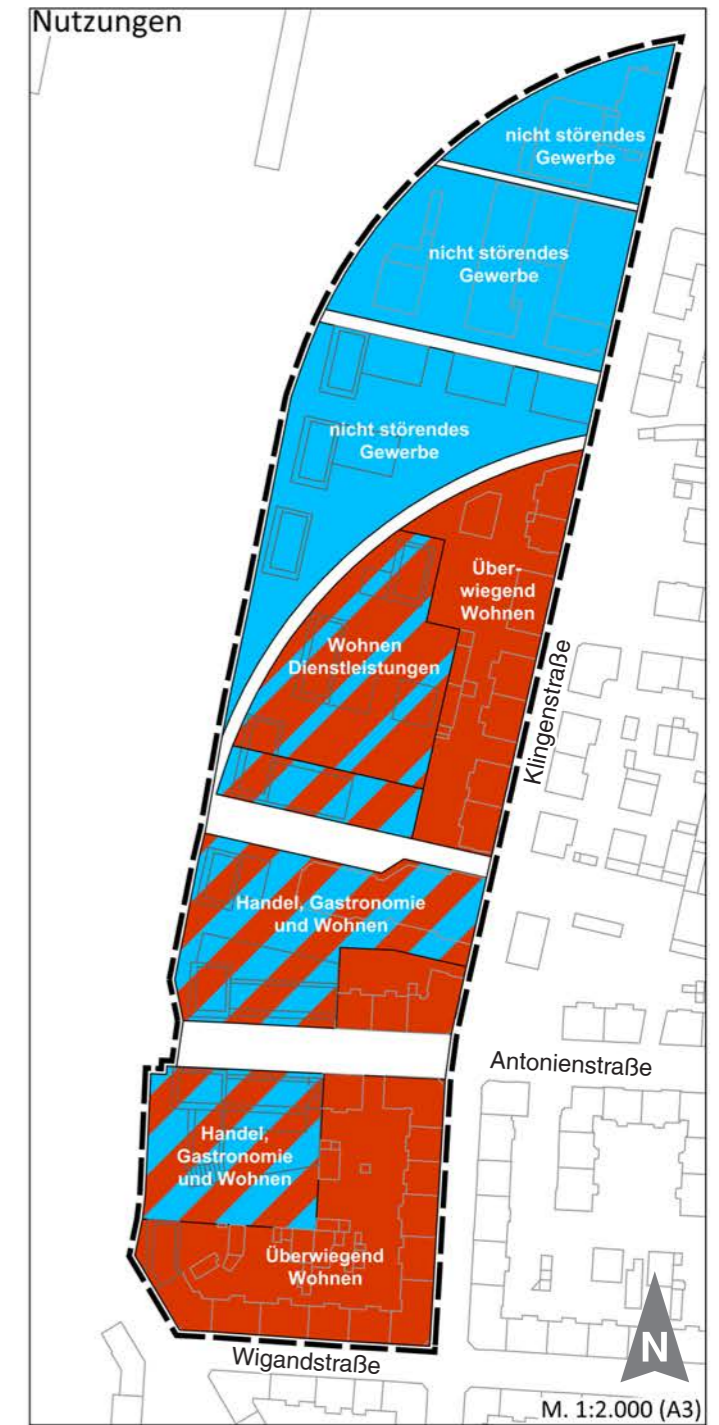 Nutzungen
nicht störendes
Gewerbe
nicht störendes
Gewerbe
nicht störendes
Gewerbe
Über-
wiegend
Wohnen
Wohnen
Dienstleistungen
Klingenstraße
Handel, Gastronomie
und Wohnen
Antonienstraße
Handel,
Gastronomie
und Wohnen
Überwiegend
Wohnen
Wigandstraße
N
M. 1:2.000 (A3)